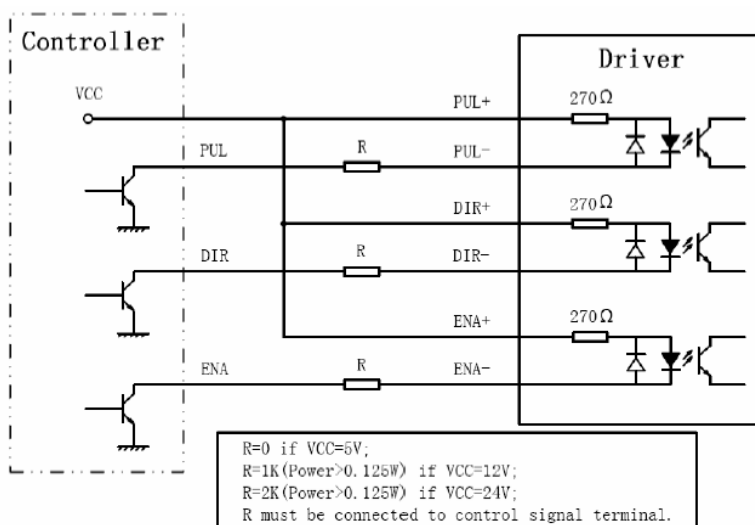 Controller
Driver
VCC
PUL+
270Ω
PUL
R
PUL-
DIR+
270Ω
DIR
R
DIR-
ENA+
270Ω
ENA
R
ENA-
R=0 if VCC=5V;
R=1K(Power>0.125W) if VCC=12V;
R=2K(Power>0.125W) if VCC=24V;
R must be connected to control signal terminal.